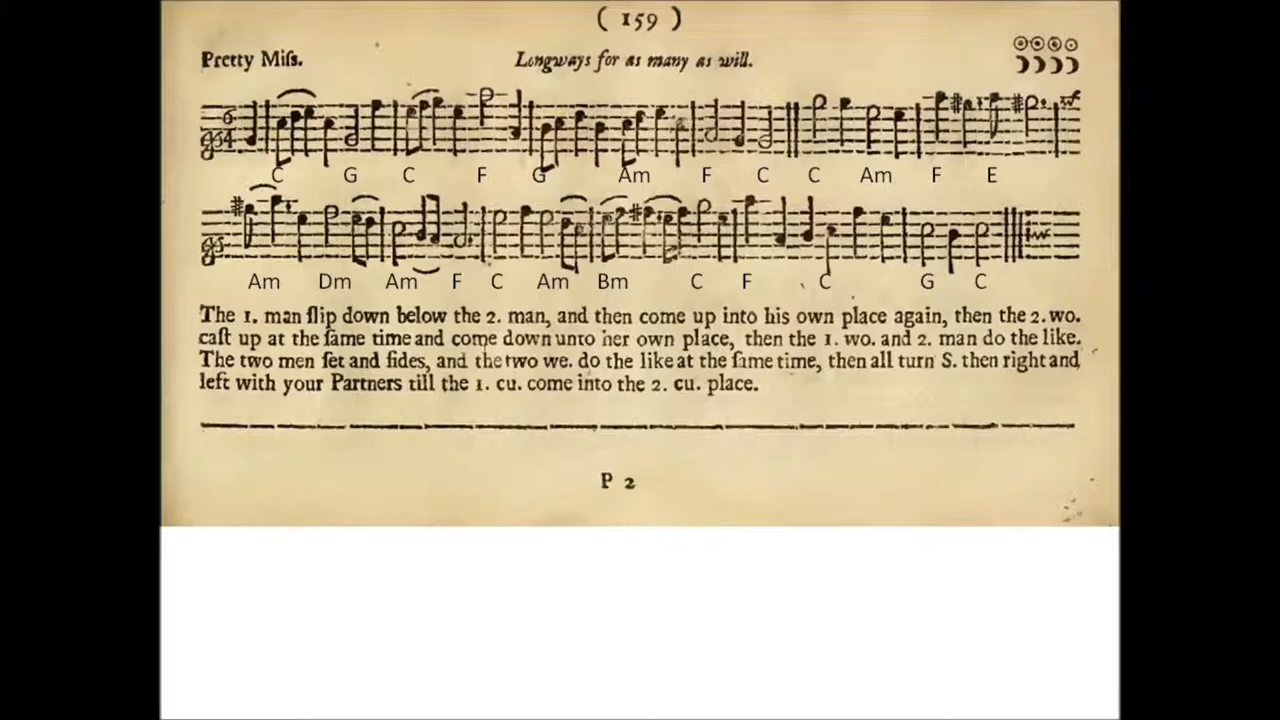 ( 159 )
Pretty Miſs. Longways for as many as will.
6
4
C G C F G Am F C C Am F E
Am Dm Am F C Am Bm C F C G C
The 1. man ſlip down below the 2. man, and then come up into his own place again, then the 2. wo.
caſt up at the ſame time and come down unto her own place, then the 1. wo. and 2. man do the like.
The two men ſet and ſides, and the two we. do the like at the ſame time, then all turn S. then right and
left with your Partners till the 1. cu. come into the 2. cu. place.
P 2